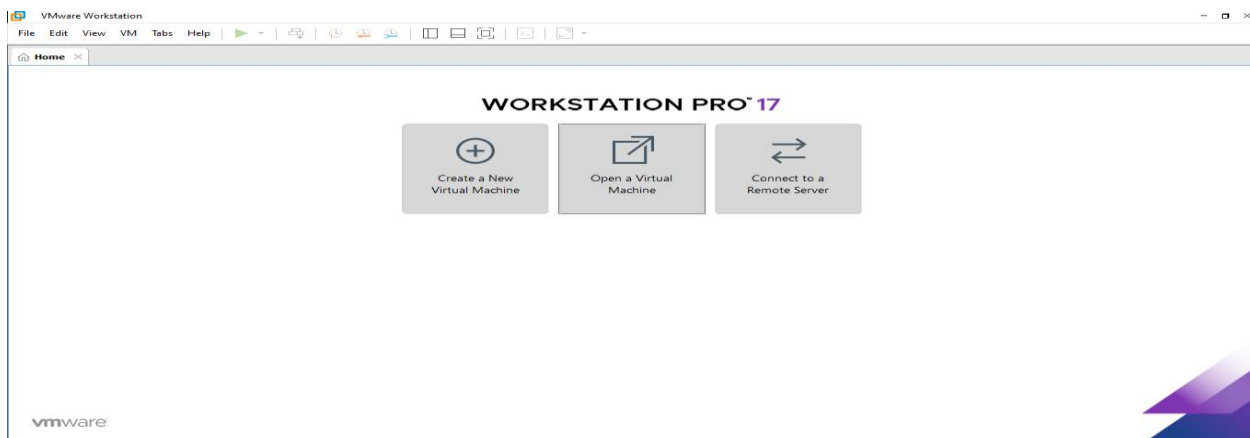 VMware Workstation
File Edit View VM Tabs Help
Home
WORKSTATION PRO™ 17
Create a New
Virtual Machine
Open a Virtual
Machine
Connect to a
Remote Server
vmware